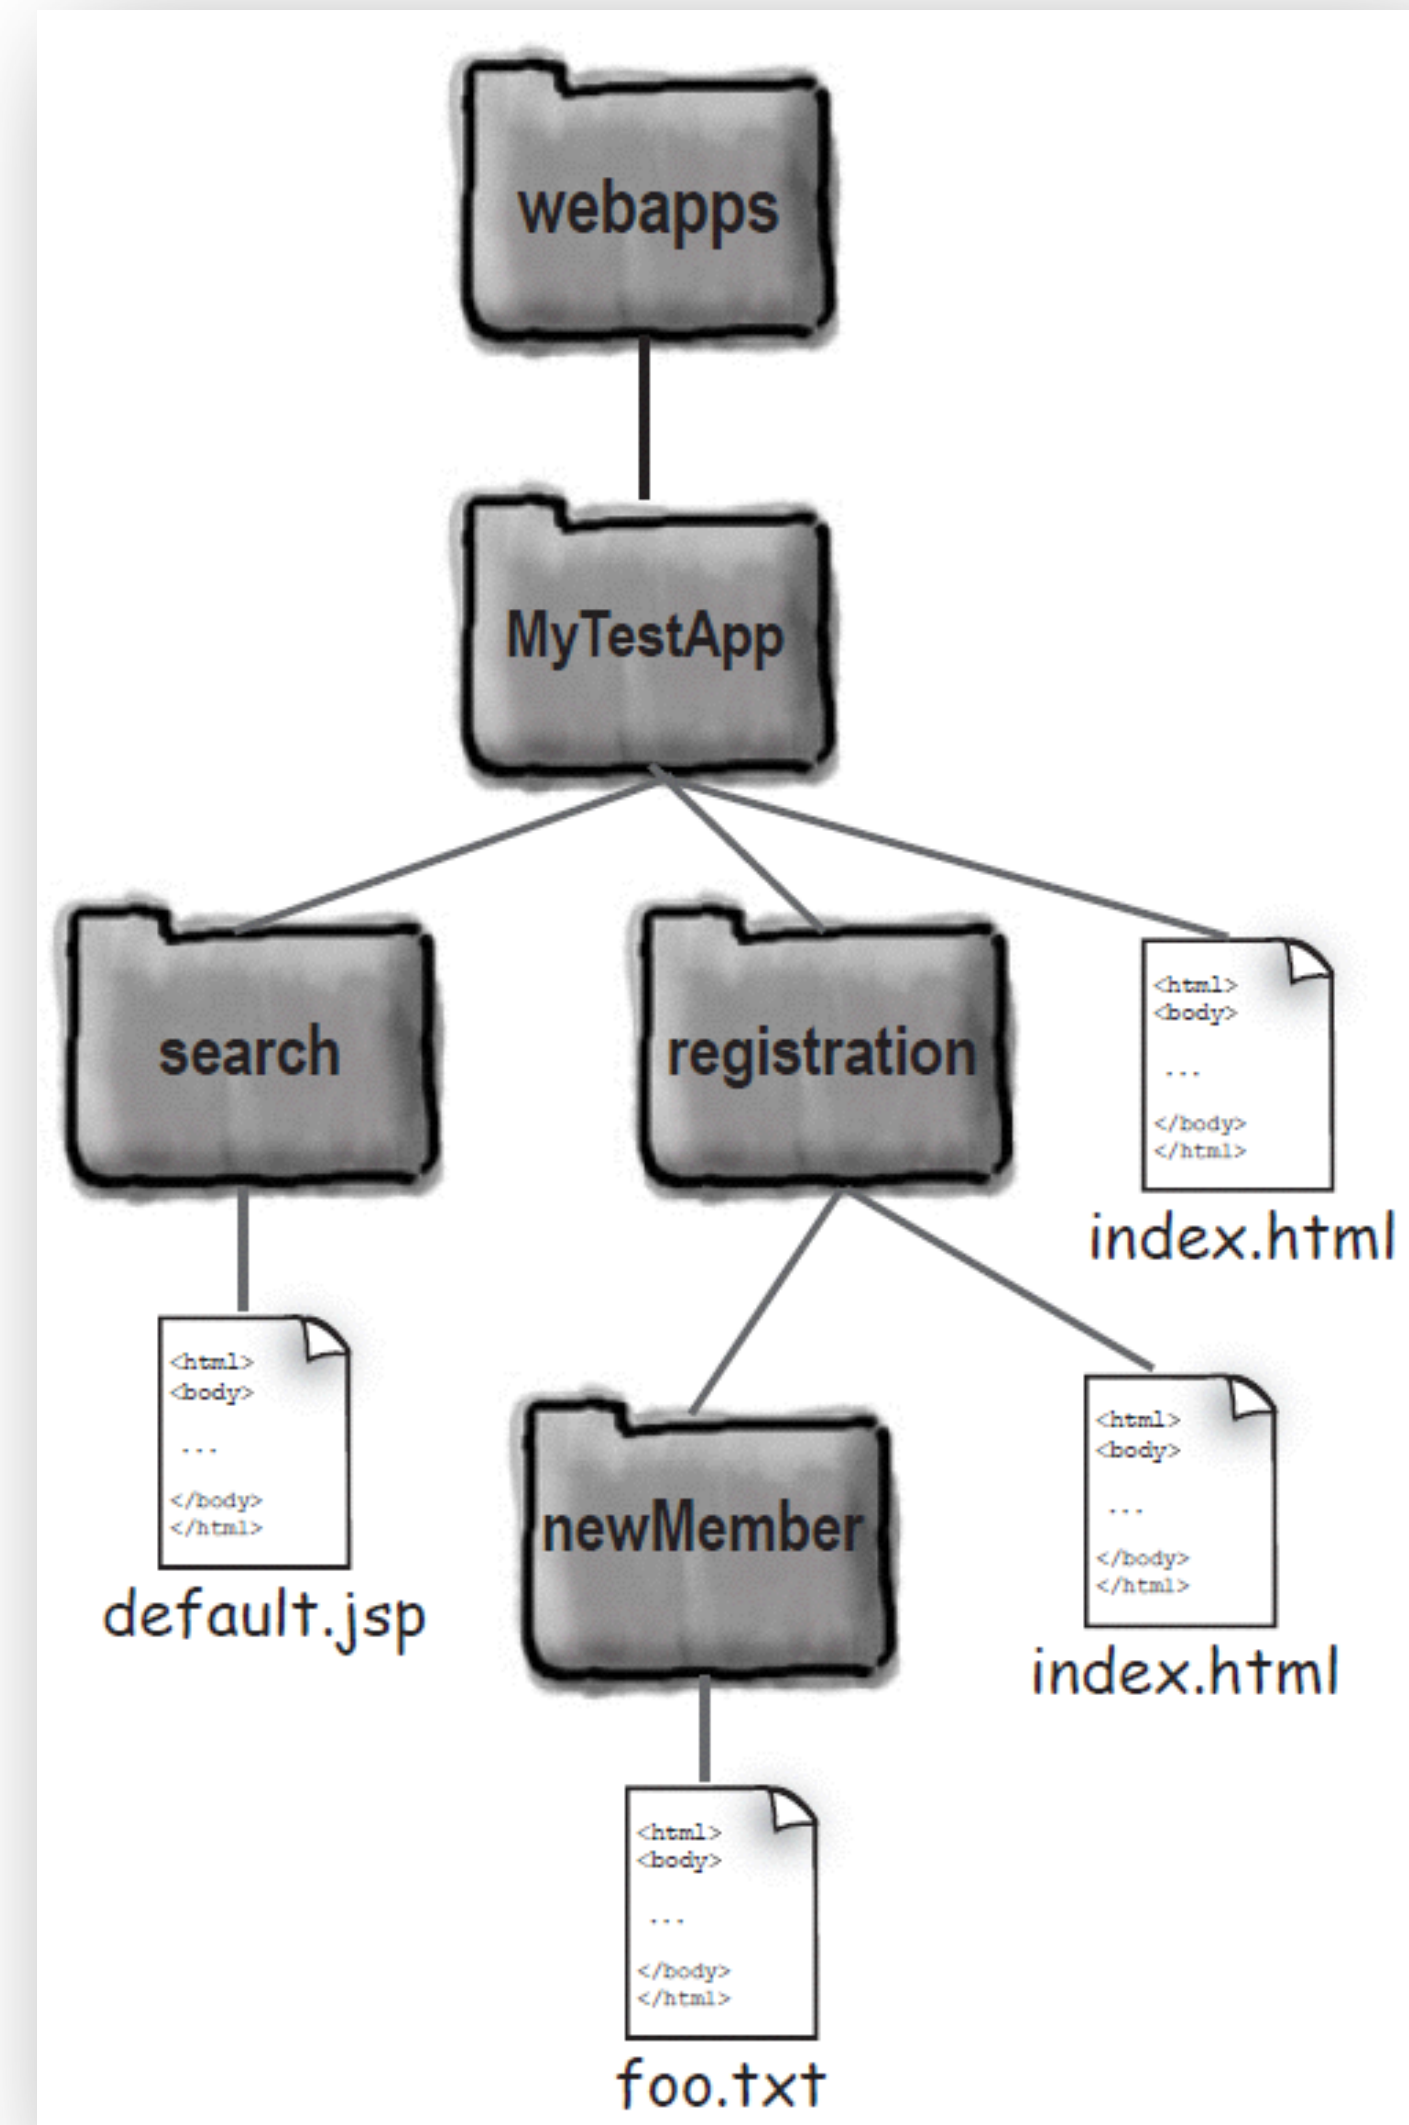 webapps
MyTestApp
search
registration
<html>
<body>
...
</body>
</html>
index.html
<html>
<body>
...
</body>
</html>
default.jsp
newMember
<html>
<body>
...
</body>
</html>
index.html
<html>
<body>
...
</body>
</html>
foo.txt